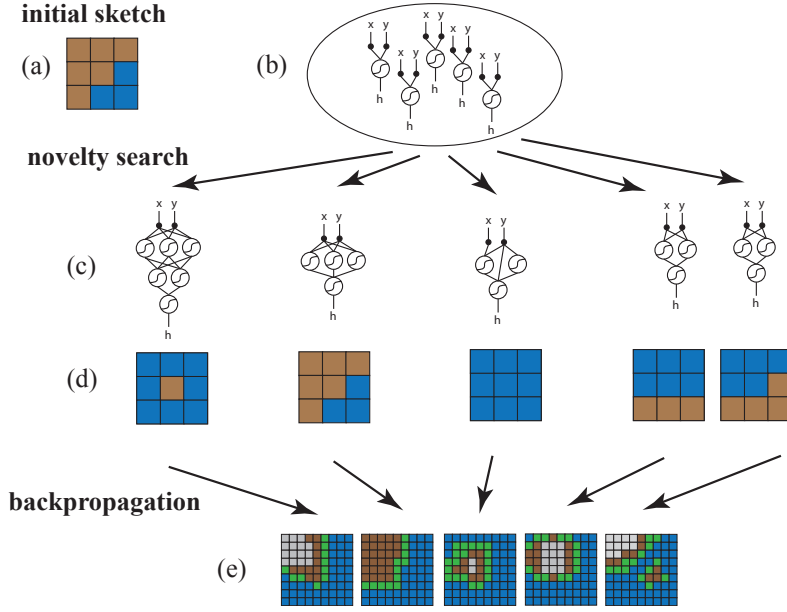 initial sketch
(a)
(b)
x y x y x y x y x y
h h h h h
novelty search
x y x y x y x y x y
(c)
h h h h h
(d)
backpropagation
(e)